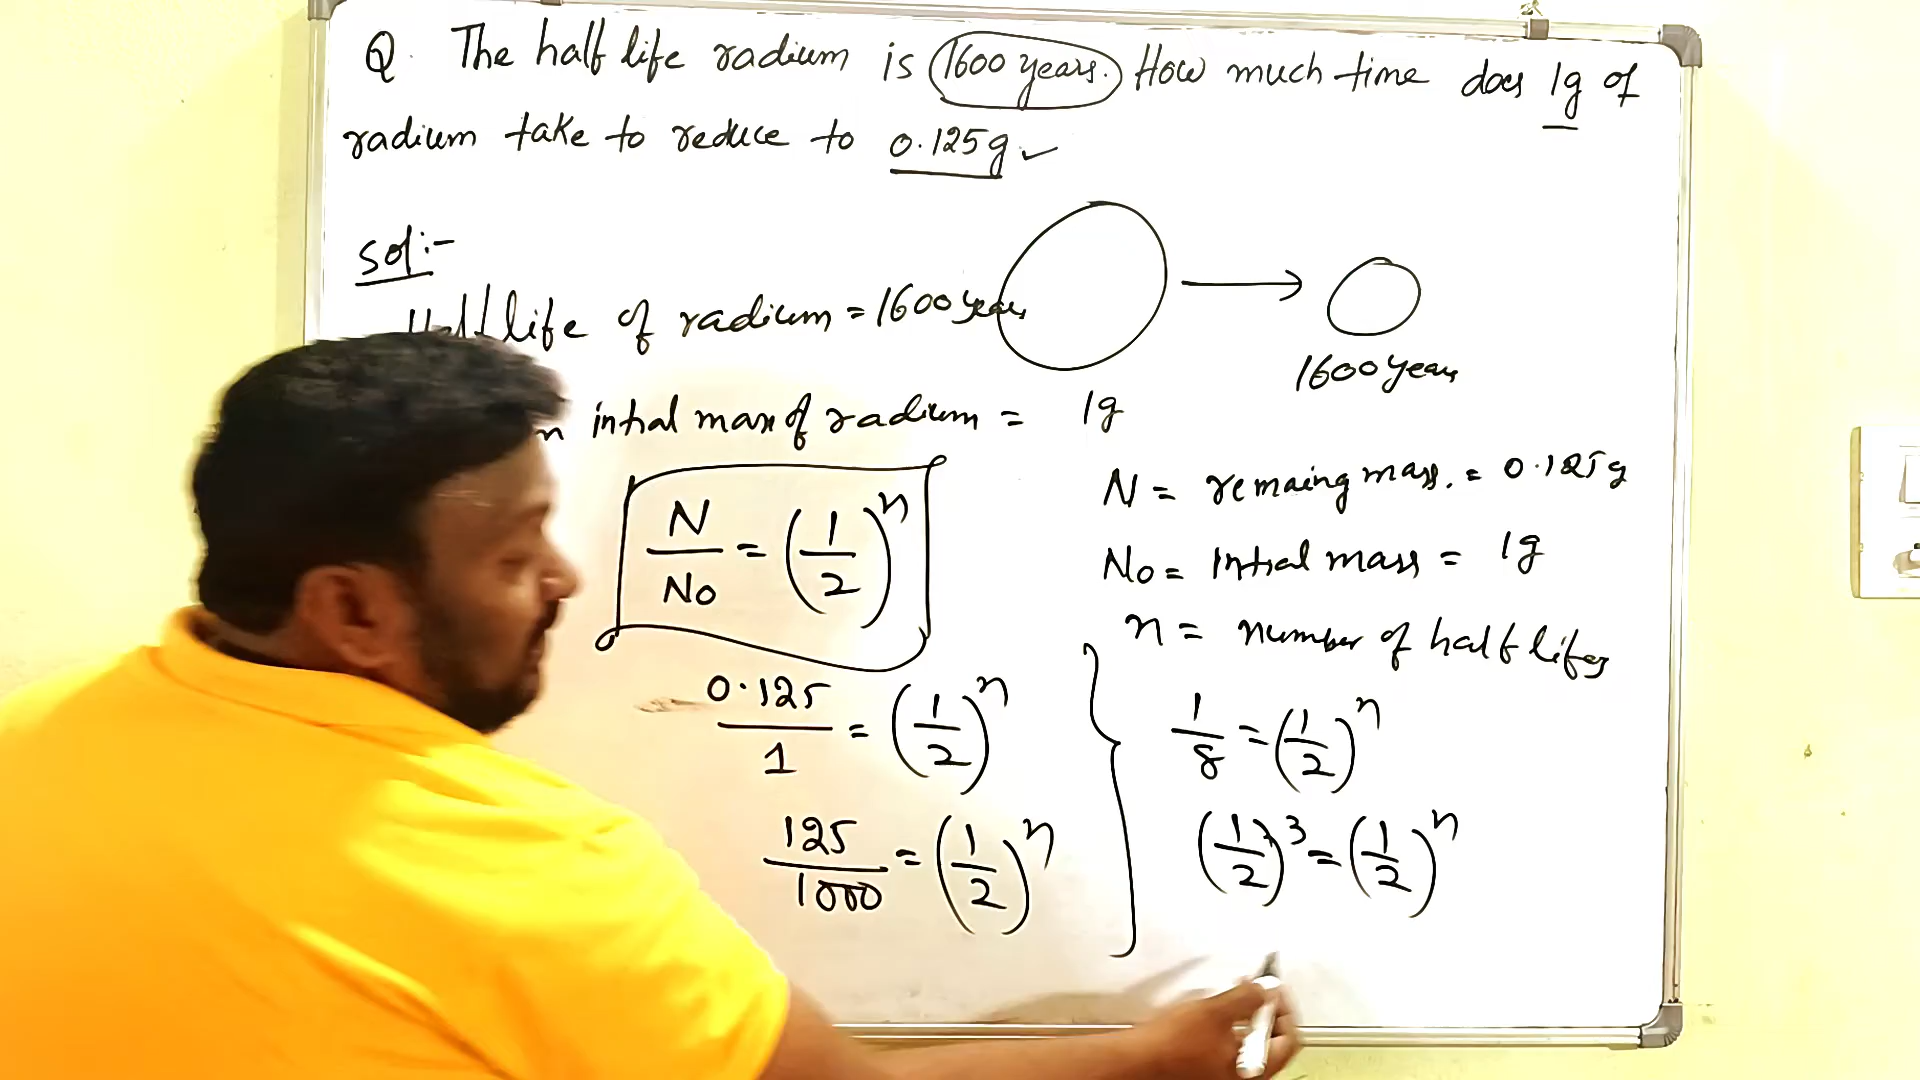 Q. The half life radium is 1600 years. How much time does 1g of
radium take to reduce to 0.125g ✓
Sol:-
Half life of radium = 1600 years
1600 years
intial mass of radium = 1g
N/No = (1/2)^n
N = remaing mass. = 0.125g
No = Intial mass = 1g
n = number of half lifes
0.125/1 = (1/2)^n
125/1000 = (1/2)^n
1/8 = (1/2)^n
(1/2)^3 = (1/2)^n